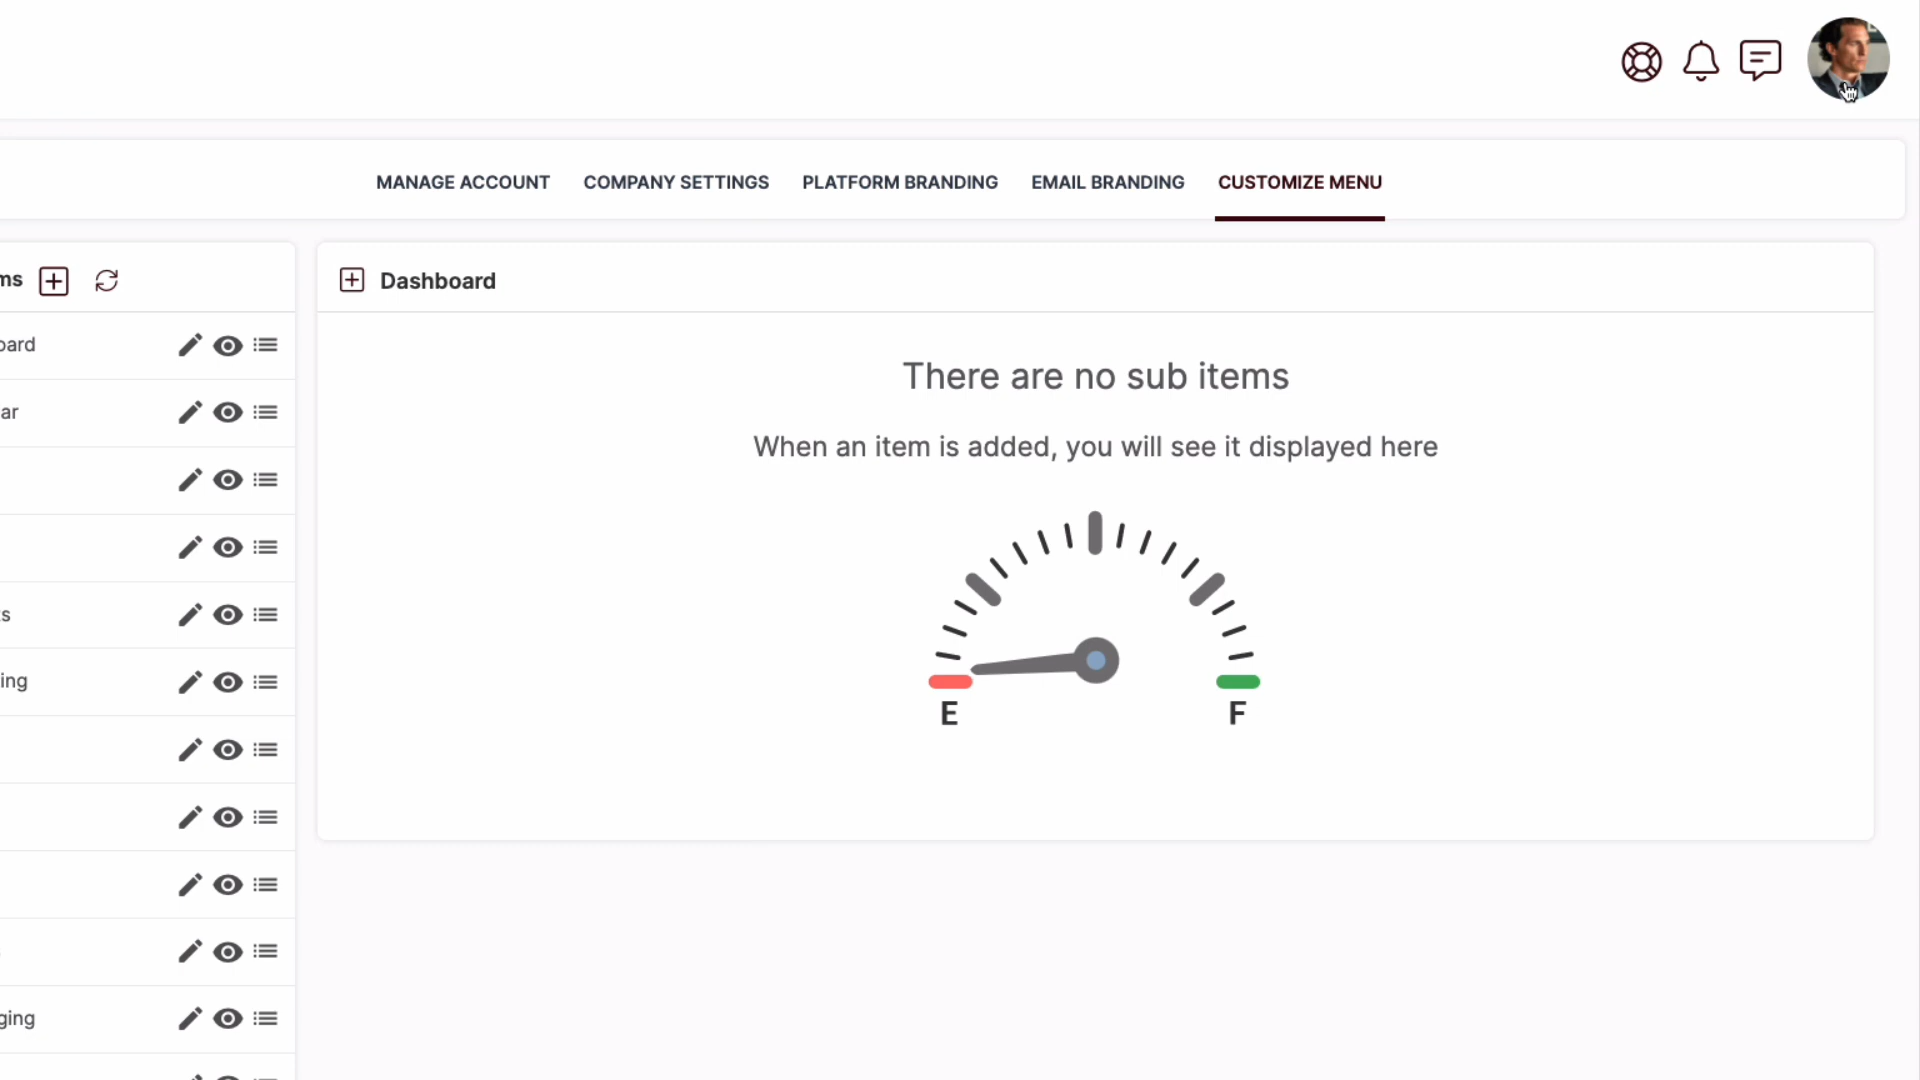 MANAGE ACCOUNT COMPANY SETTINGS PLATFORM BRANDING EMAIL BRANDING CUSTOMIZE MENU
ms
Dashboard
oard
ar
s
ing
ging
There are no sub items
When an item is added, you will see it displayed here
E F